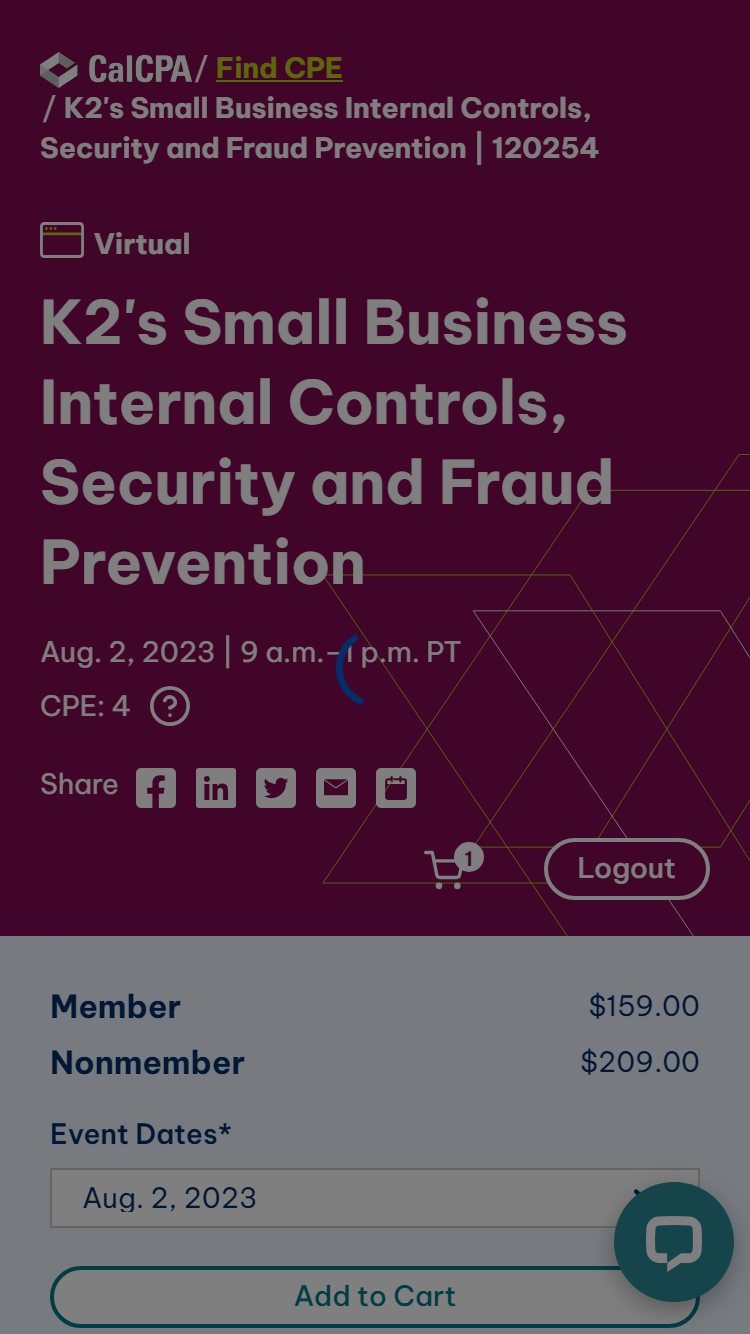 CalCPA / Find CPE
/ K2's Small Business Internal Controls,
Security and Fraud Prevention | 120254
Virtual
K2's Small Business
Internal Controls,
Security and Fraud
Prevention
Aug. 2, 2023 | 9 a.m.–1 p.m. PT
CPE: 4 ?
Share
1
Logout
Member $159.00
Nonmember $209.00
Event Dates*
Aug. 2, 2023
Add to Cart